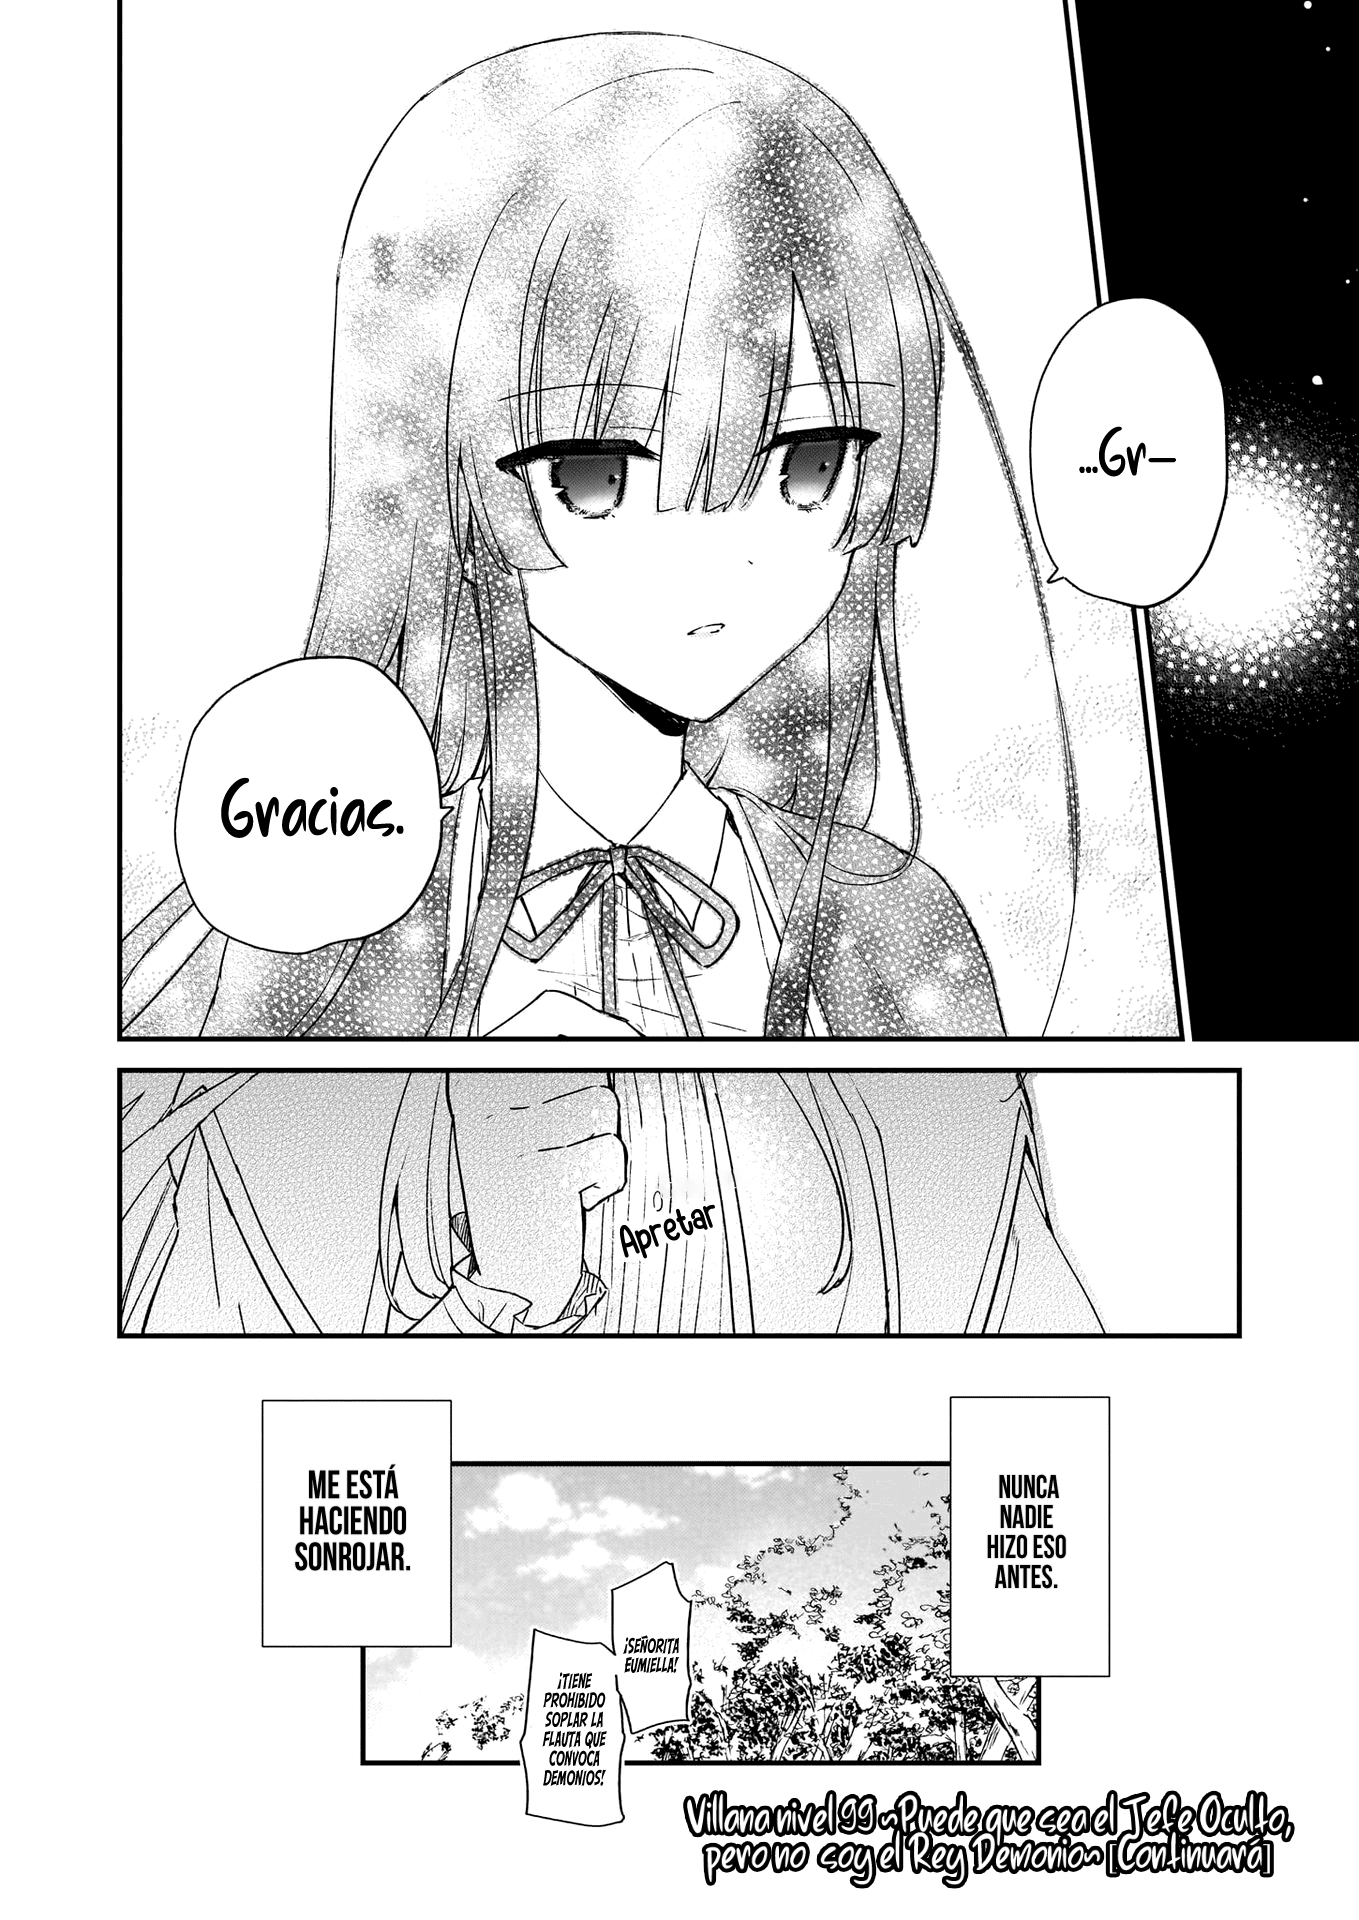 ...Gr-
Gracias.
Apretar
NUNCA
NADIE
HIZO ESO
ANTES.
ME ESTÁ
HACIENDO
SONROJAR.
¡SEÑORITA
EUMIELLA!
¡TIENE
PROHIBIDO
SOPLAR LA
FLAUTA QUE
CONVOCA
DEMONIOS!
Villana nivel 99 ~Puede que sea el Jefe Oculto,
pero no soy el Rey Demonio~ [Continuará]